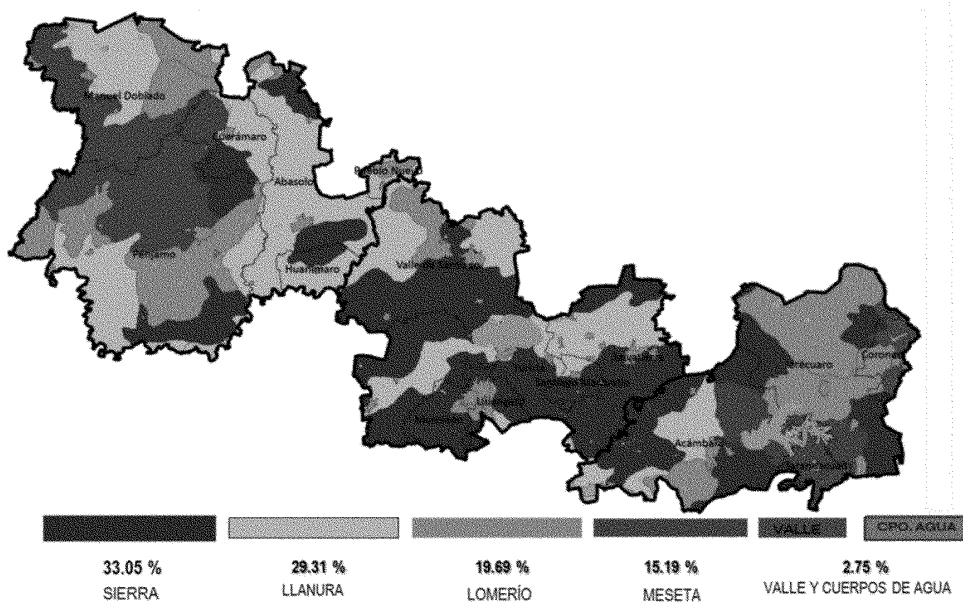 Manuel Doblado
Cuerámaro
Abasolo
Pueblo Nuevo
Pénjamo
Huanímaro
Valle de Santiago
Yuriria
Salvatierra
Santiago Maravatío
Uriangato
Moroleón
Jerécuaro
Coroneo
Acámbaro
Tarandacuao
VALLE
CPO. AGUA
33.05 %
29.31 %
19.69 %
15.19 %
2.75 %
SIERRA
LLANURA
LOMERÍO
MESETA
VALLE Y CUERPOS DE AGUA